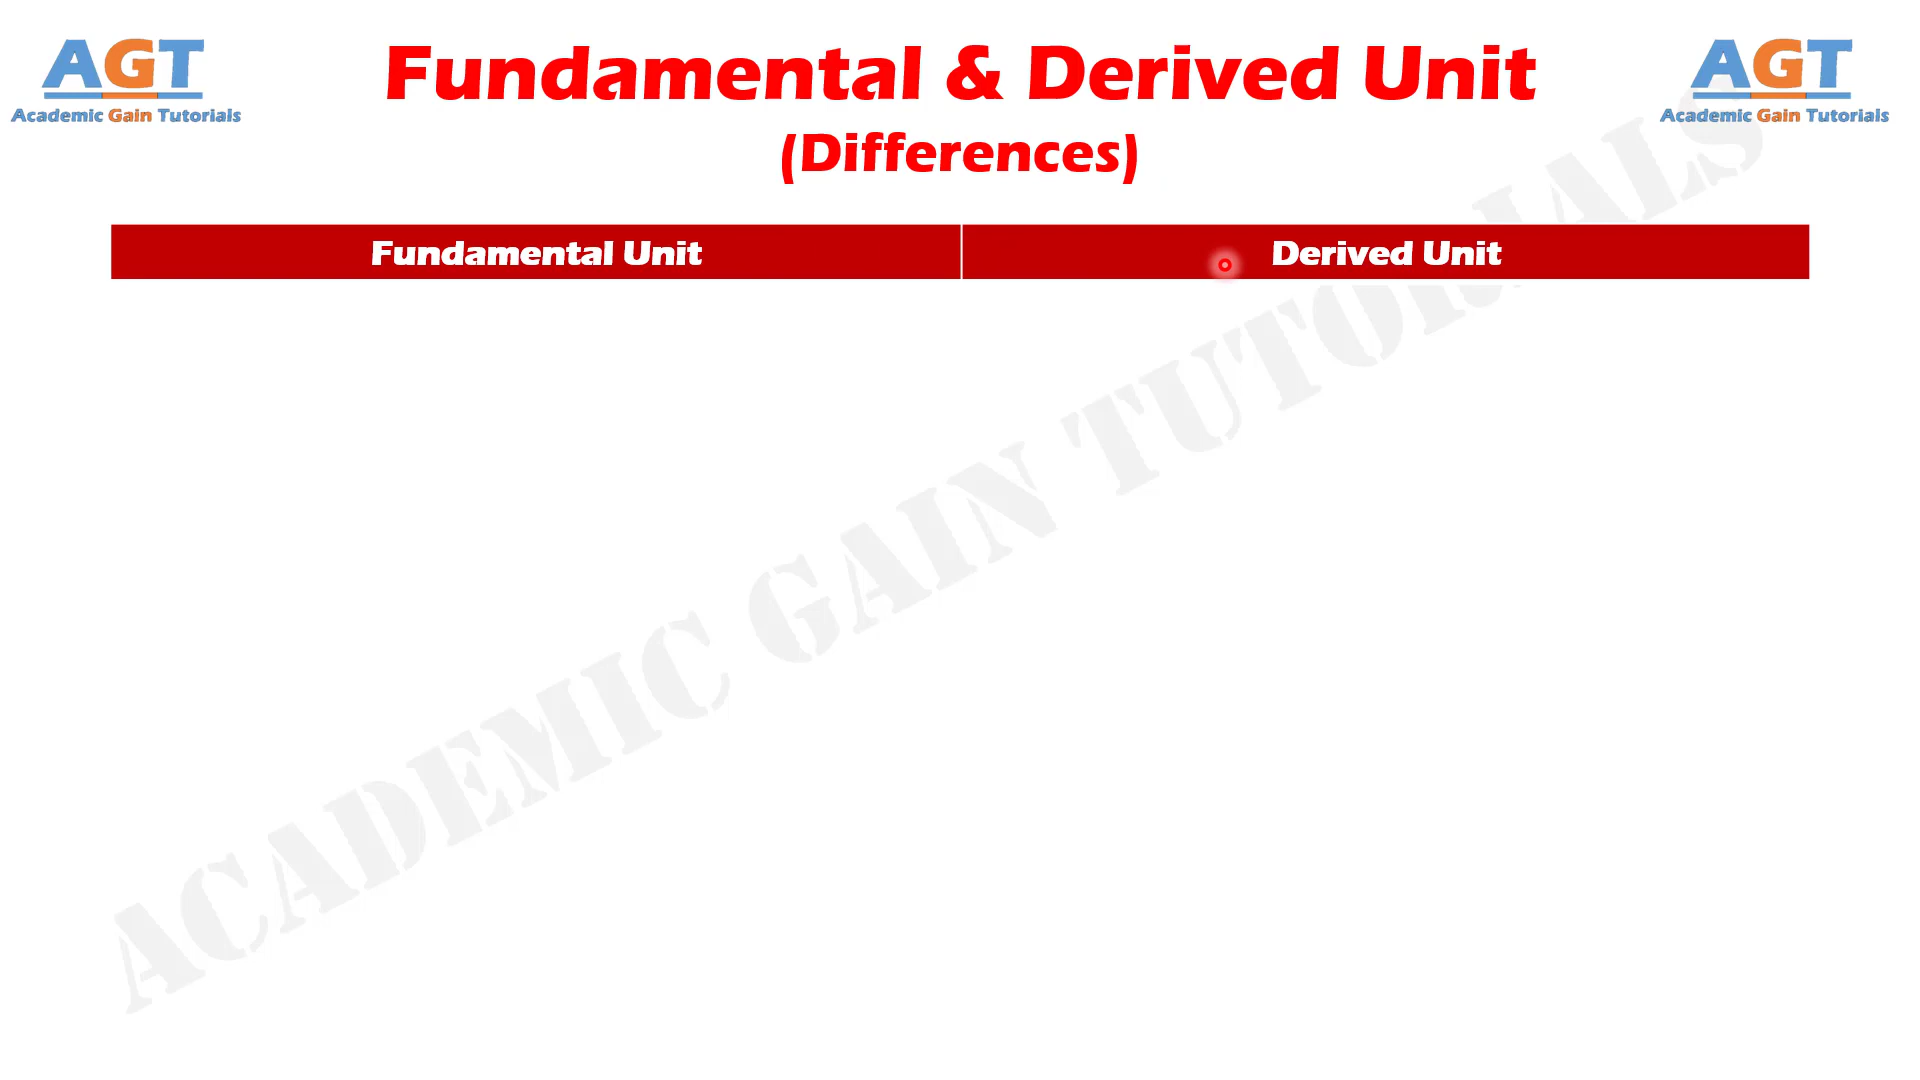 AGT
Academic Gain Tutorials
Fundamental & Derived Unit
(Differences)
AGT
Academic Gain Tutorials
Fundamental Unit
Derived Unit
ACADEMIC GAIN TUTORIALS